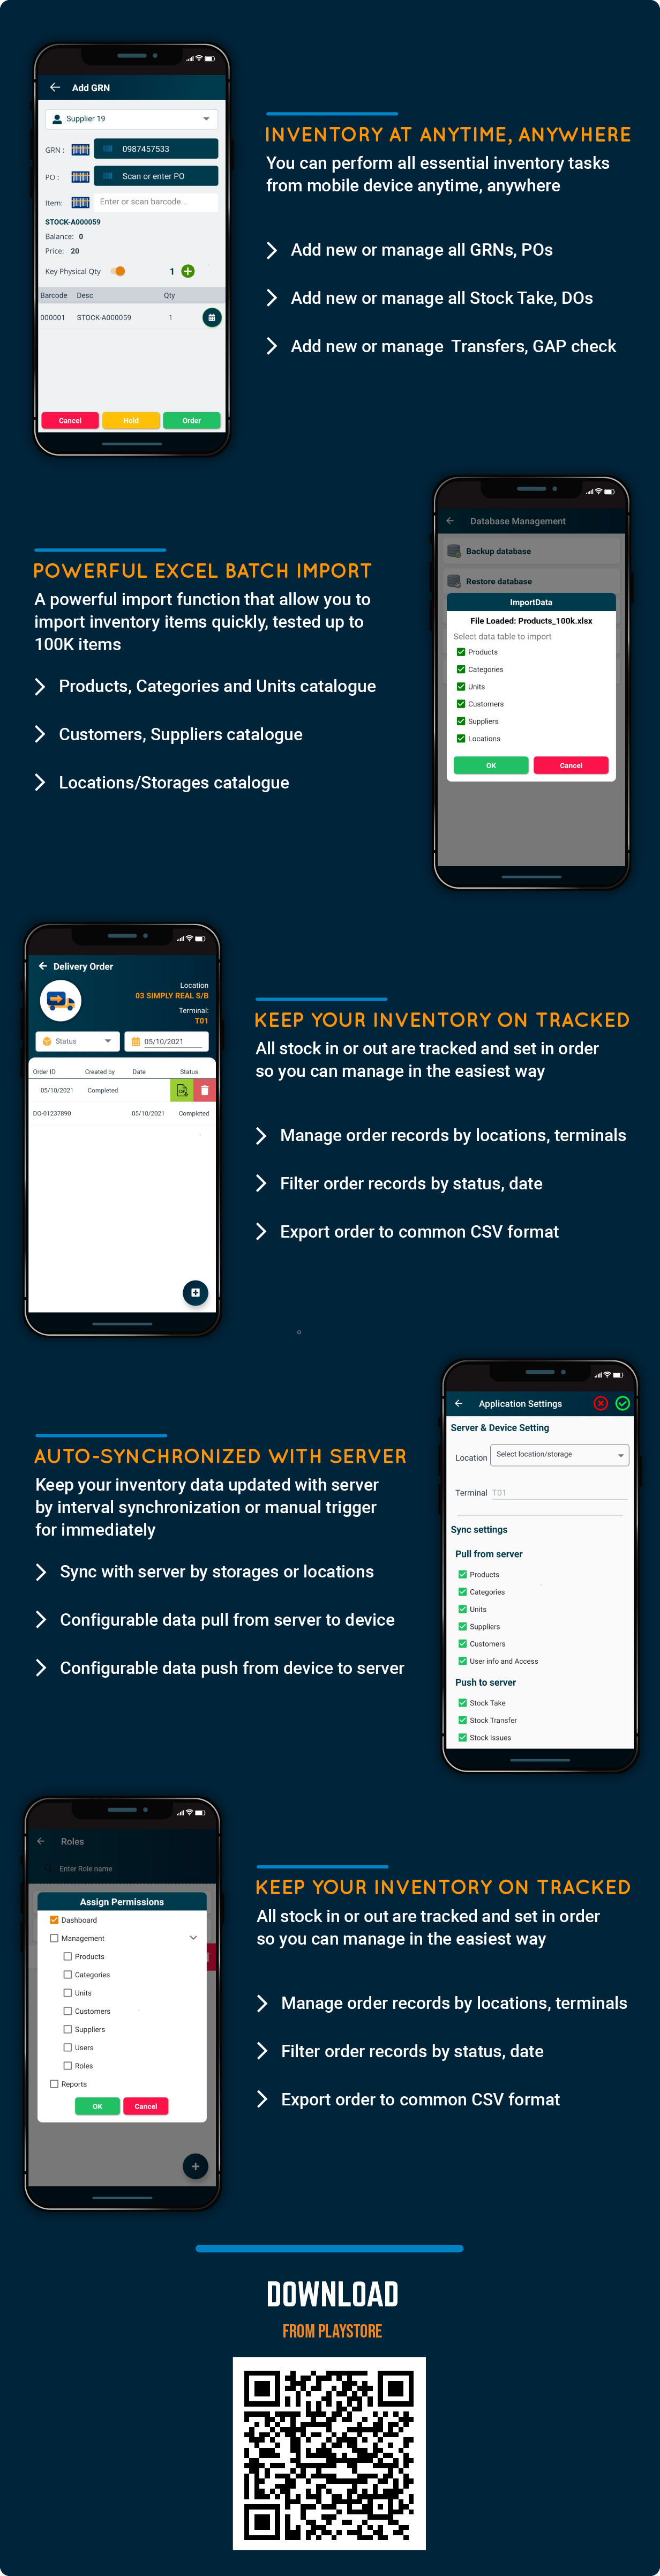 Add GRN
Supplier 19
GRN :
0987457533
PO :
Scan or enter PO
Item:
Enter or scan barcode...
STOCK-A000059
Balance: 0
Price: 20
Key Physical Qty
1
Barcode Desc Qty
000001 STOCK-A000059 1
Cancel
Hold
Order
INVENTORY AT ANYTIME, ANYWHERE
You can perform all essential inventory tasks
from mobile device anytime, anywhere
Add new or manage all GRNs, POs
Add new or manage all Stock Take, DOs
Add new or manage Transfers, GAP check
POWERFUL EXCEL BATCH IMPORT
A powerful import function that allow you to
import inventory items quickly, tested up to
100K items
Products, Categories and Units catalogue
Customers, Suppliers catalogue
Locations/Storages catalogue
Database Management
Backup database
Restore database
ImportData
File Loaded: Products_100k.xlsx
Select data table to import
Products
Categories
Units
Customers
Suppliers
Locations
OK
Cancel
Delivery Order
Location
03 SIMPLY REAL S/B
Terminal:
T01
Status
05/10/2021
Order ID Created by Date Status
05/10/2021 Completed
DO-01237890 05/10/2021 Completed
KEEP YOUR INVENTORY ON TRACKED
All stock in or out are tracked and set in order
so you can manage in the easiest way
Manage order records by locations, terminals
Filter order records by status, date
Export order to common CSV format
AUTO-SYNCHRONIZED WITH SERVER
Keep your inventory data updated with server
by interval synchronization or manual trigger
for immediately
Sync with server by storages or locations
Configurable data pull from server to device
Configurable data push from device to server
Application Settings
Server & Device Setting
Location
Select location/storage
Terminal T01
Sync settings
Pull from server
Products
Categories
Units
Suppliers
Customers
User info and Access
Push to server
Stock Take
Stock Transfer
Stock Issues
Roles
Enter Role name
Assign Permissions
Dashboard
Management
Products
Categories
Units
Customers
Suppliers
Users
Roles
Reports
OK
Cancel
KEEP YOUR INVENTORY ON TRACKED
All stock in or out are tracked and set in order
so you can manage in the easiest way
Manage order records by locations, terminals
Filter order records by status, date
Export order to common CSV format
DOWNLOAD
FROM PLAYSTORE